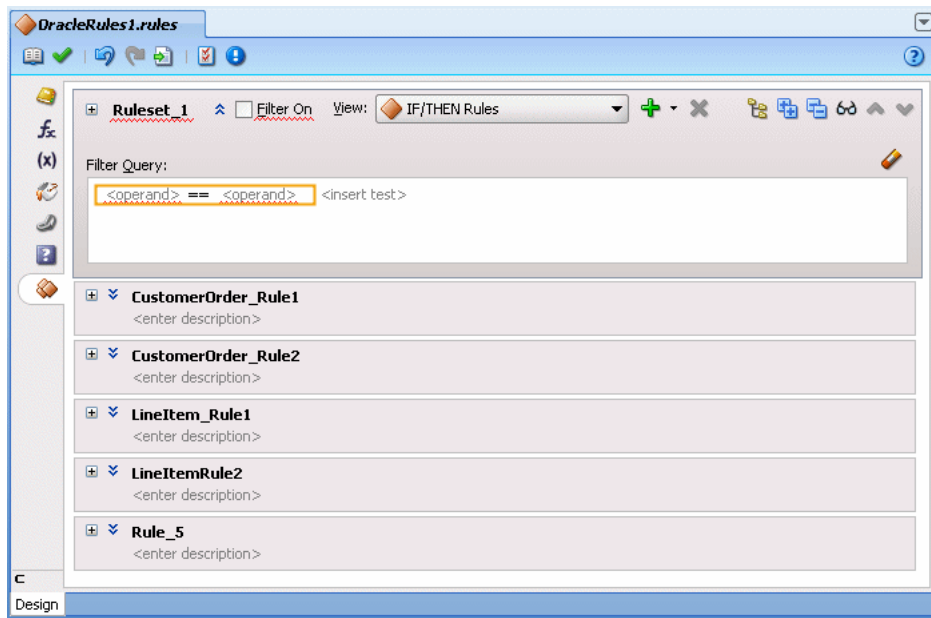 OracleRules1.rules
Ruleset_1 Filter On View: IF/THEN Rules
fx
(x)
Filter Query:
<operand> == <operand> <insert test>
CustomerOrder_Rule1
<enter description>
CustomerOrder_Rule2
<enter description>
LineItem_Rule1
<enter description>
LineItemRule2
<enter description>
Rule_5
<enter description>
Design